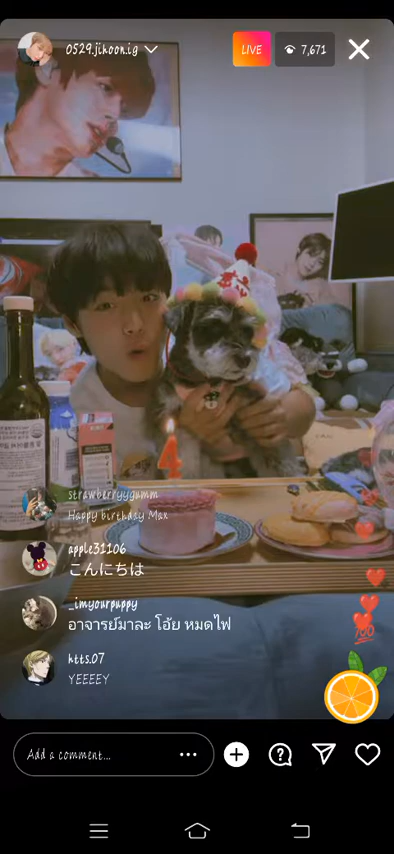 0529.jihoon.ig
LIVE
7,671
4
strawberryygumm
Happy birthday Max
apple31106
こんにちは
_imyourpuppy
อาจารย์มาละ โอ้ย หมดไฟ
htts.07
YEEEEY
100
Add a comment...